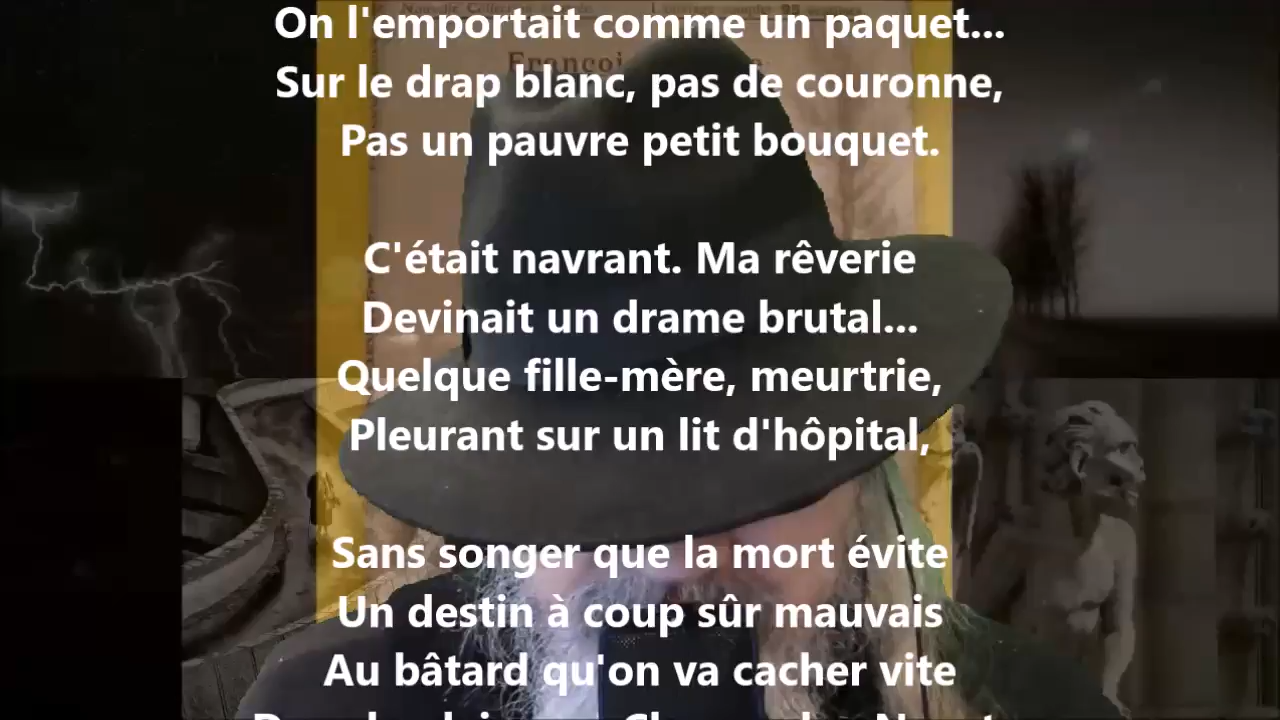 On l'emportait comme un paquet...
Sur le drap blanc, pas de couronne,
Pas un pauvre petit bouquet.
C'était navrant. Ma rêverie
Devinait un drame brutal...
Quelque fille-mère, meurtrie,
Pleurant sur un lit d'hôpital,
Sans songer que la mort évite
Un destin à coup sûr mauvais
Au bâtard qu'on va cacher vite